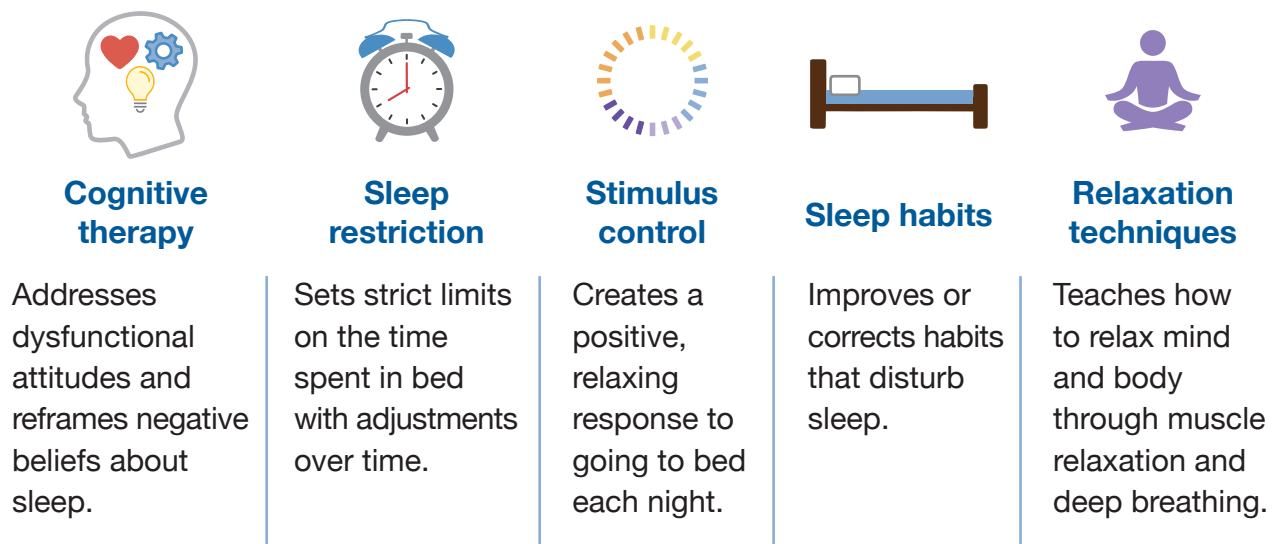 Cognitive
therapy
Addresses
dysfunctional
attitudes and
reframes negative
beliefs about
sleep.
Sleep
restriction
Sets strict limits
on the time
spent in bed
with adjustments
over time.
Stimulus
control
Creates a
positive,
relaxing
response to
going to bed
each night.
Sleep habits
Improves or
corrects habits
that disturb
sleep.
Relaxation
techniques
Teaches how
to relax mind
and body
through muscle
relaxation and
deep breathing.